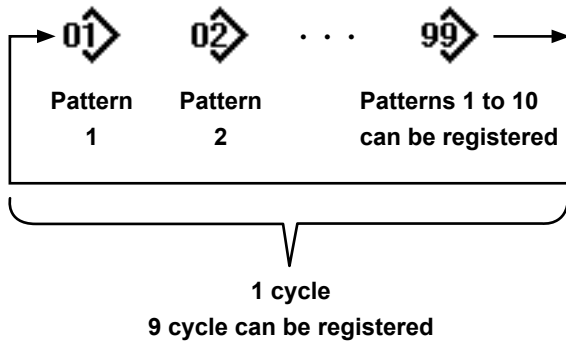 01 02 · · · 99
Pattern 1
Pattern 2
Patterns 1 to 10
can be registered
1 cycle
9 cycle can be registered